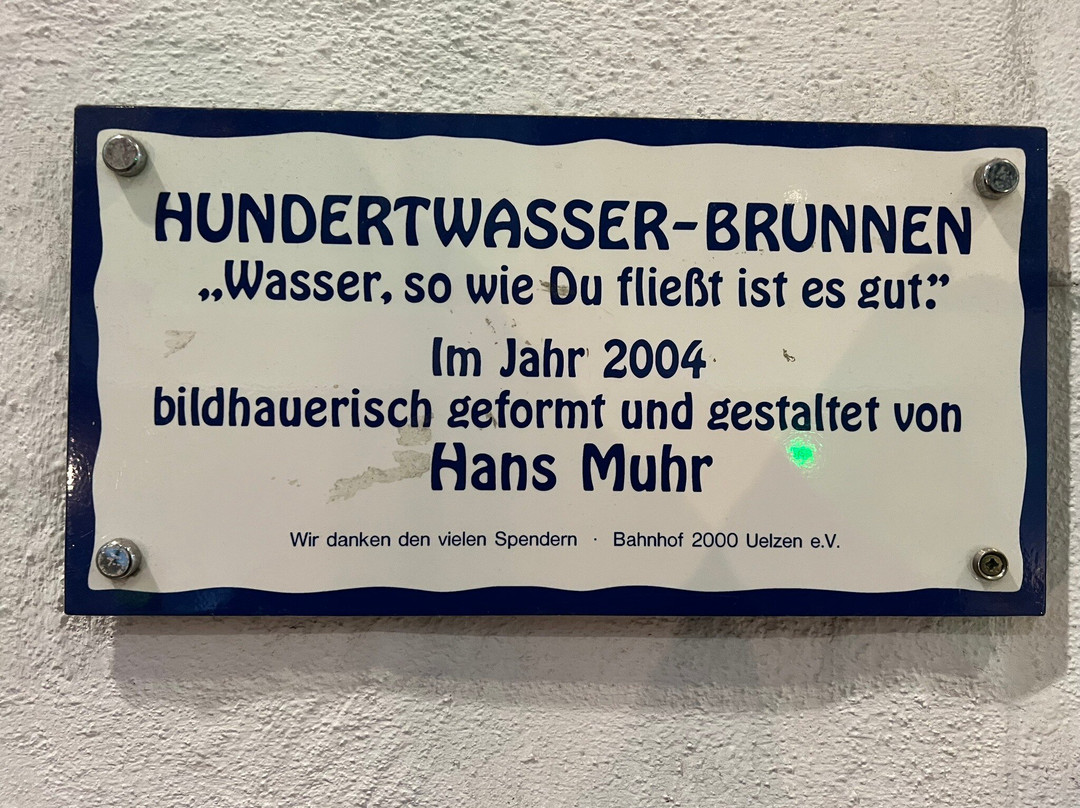 HUNDERTWASSER-BRUNNEN
„Wasser, so wie Du fließt ist es gut.”
Im Jahr 2004
bildhauerisch geformt und gestaltet von
Hans Muhr
Wir danken den vielen Spendern · Bahnhof 2000 Uelzen e.V.